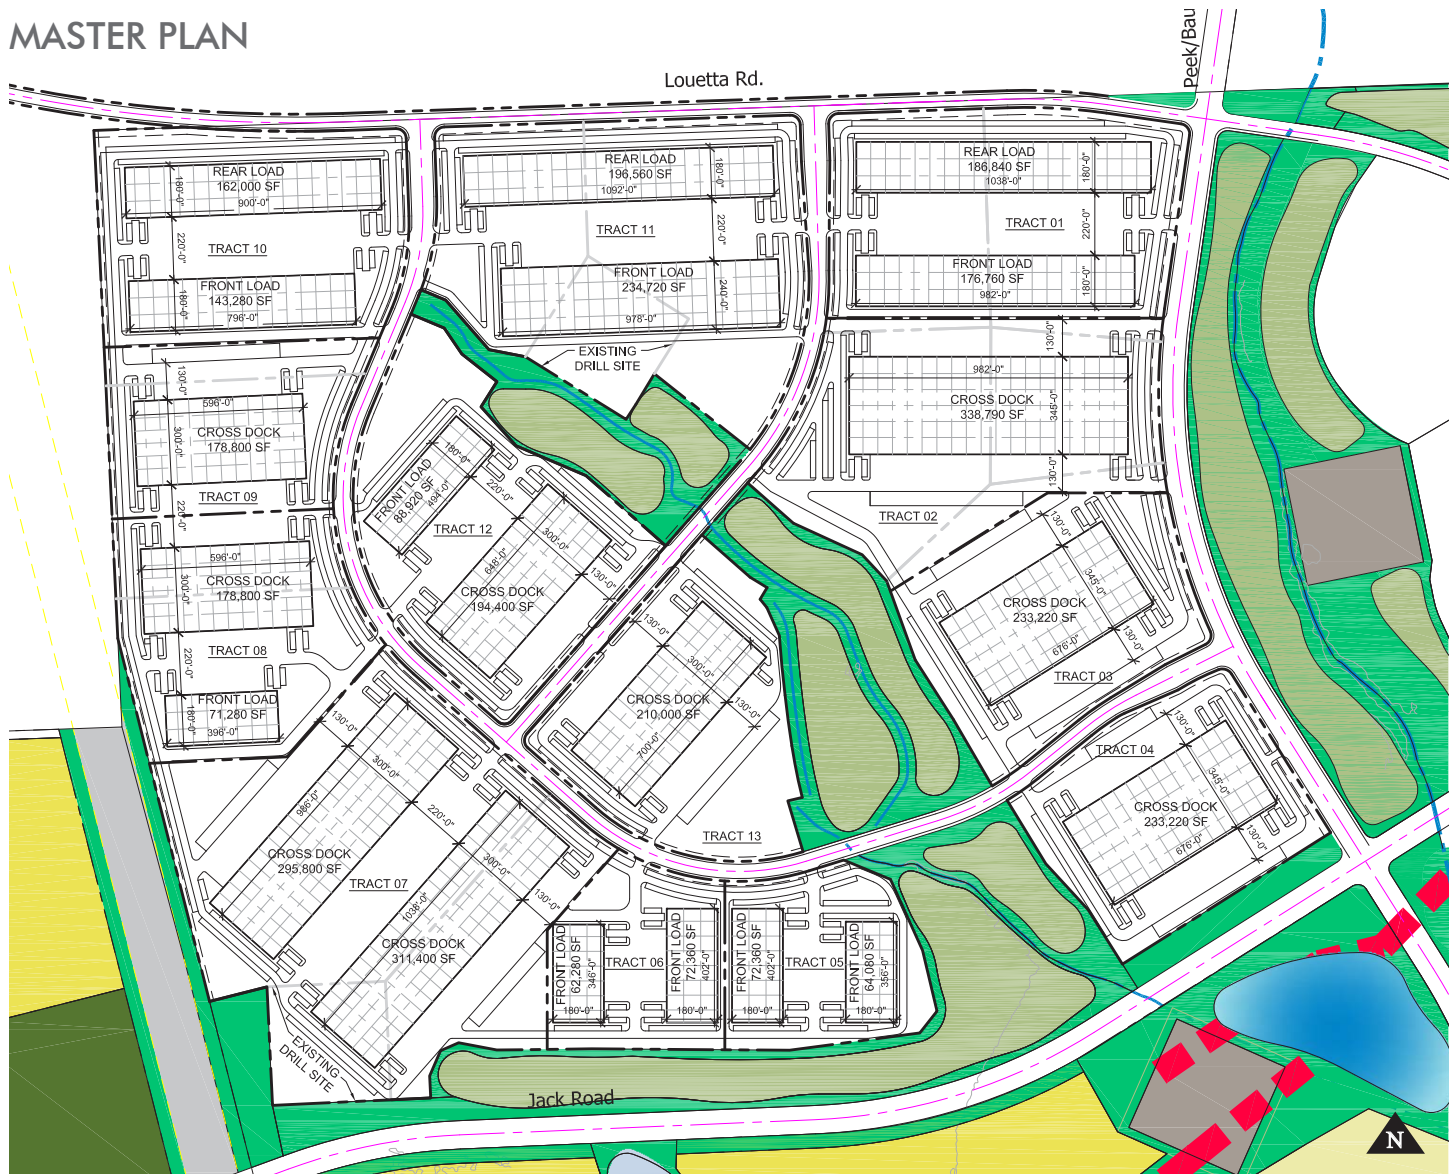 MASTER PLAN
Louetta Rd.
Peek/Bau
REAR LOAD
162,000 SF
900'-0"
180'-0"
220'-0"
TRACT 10
FRONT LOAD
143,280 SF
796'-0"
180'-0"
REAR LOAD
196,560 SF
1092'-0"
180'-0"
TRACT 11
220'-0"
FRONT LOAD
234,720 SF
978'-0"
240'-0"
EXISTING
DRILL SITE
REAR LOAD
186,840 SF
1038'-0"
180'-0"
TRACT 01
220'-0"
FRONT LOAD
176,760 SF
982'-0"
180'-0"
130'-0"
982'-0"
CROSS DOCK
338,790 SF
345'-0"
130'-0"
TRACT 02
130'-0"
596'-0"
CROSS DOCK
178,800 SF
300'-0"
TRACT 09
220'-0"
596'-0"
CROSS DOCK
178,800 SF
300'-0"
TRACT 08
220'-0"
FRONT LOAD
71,280 SF
396'-0"
180'-0"
FRONT LOAD
88,920 SF
494'-0"
180'-0"
220'-0"
TRACT 12
648'-0"
300'-0"
130'-0"
CROSS DOCK
194,400 SF
130'-0"
300'-0"
130'-0"
CROSS DOCK
210,000 SF
700'-0"
TRACT 13
130'-0"
345'-0"
CROSS DOCK
233,220 SF
676'-0"
130'-0"
TRACT 03
130'-0"
TRACT 04
345'-0"
CROSS DOCK
233,220 SF
676'-0"
130'-0"
130'-0"
300'-0"
986'-0"
220'-0"
CROSS DOCK
295,800 SF
TRACT 07
300'-0"
1038'-0"
130'-0"
CROSS DOCK
311,400 SF
EXISTING
DRILL SITE
FRONT LOAD
62,280 SF
346'-0"
180'-0"
TRACT 06
FRONT LOAD
72,360 SF
402'-0"
180'-0"
FRONT LOAD
72,360 SF
402'-0"
180'-0"
TRACT 05
FRONT LOAD
64,080 SF
356'-0"
180'-0"
Jack Road
N